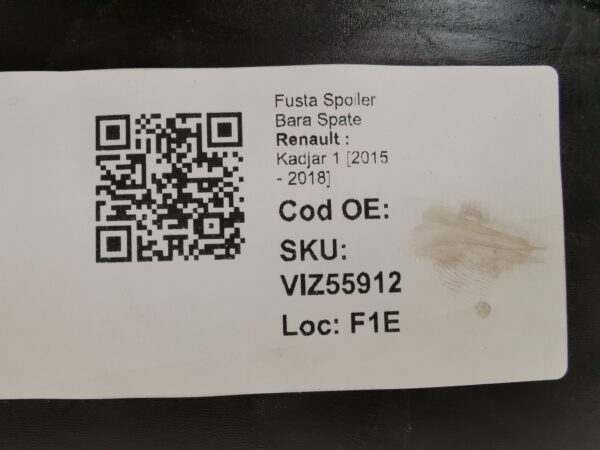 Fusta Spoiler
Bara Spate
Renault :
Kadjar 1 [2015
- 2018]
Cod OE:
SKU:
VIZ55912
Loc: F1E